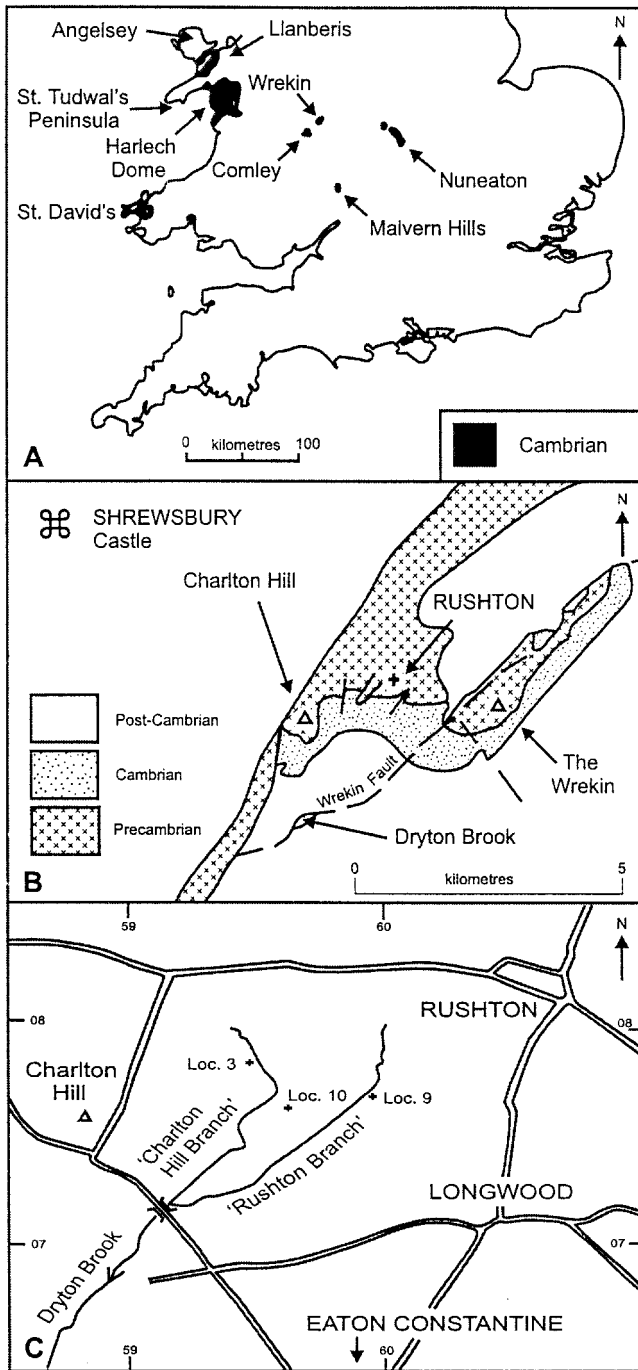 Angelsey
Llanberis
N
St. Tudwal's
Peninsula
Wrekin
Harlech
Dome
Comley
Nuneaton
St. David's
Malvern Hills
0 kilometres 100
Cambrian
A
SHREWSBURY
Castle
N
Charlton Hill
RUSHTON
Post-Cambrian
Cambrian
Precambrian
Wrekin Fault
The
Wrekin
Dryton Brook
0 kilometres 5
B
59
60
N
08
RUSHTON
08
Charlton
Hill
Loc. 3
Loc. 10
Loc. 9
'Charlton
Hill Branch'
'Rushton Branch'
LONGWOOD
07
07
Dryton Brook
59
EATON CONSTANTINE
60
C